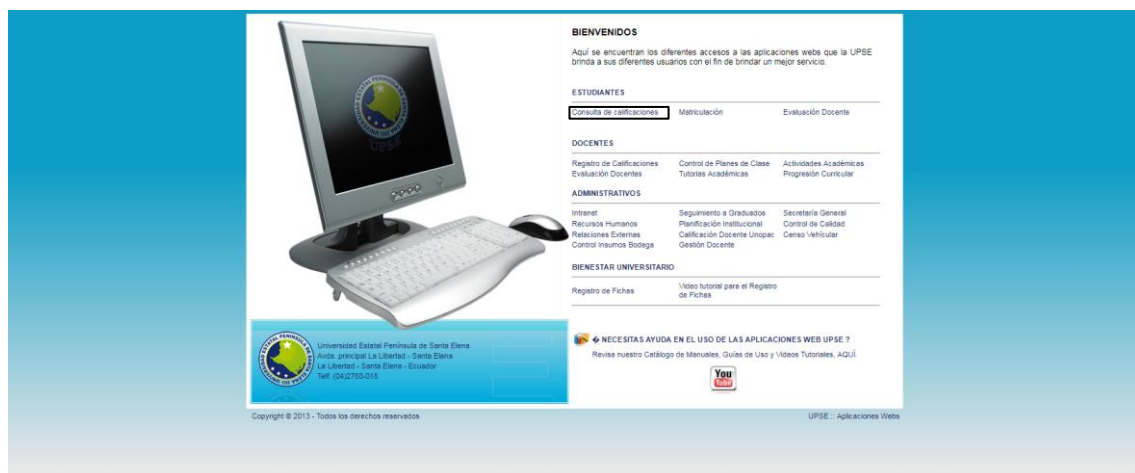 BIENVENIDOS
Aquí se encuentran los diferentes accesos a las aplicaciones webs que la UPSE
brinda a sus diferentes usuarios con el fin de brindar un mejor servicio.
ESTUDIANTES
Consulta de calificaciones Matriculación Evaluación Docente
DOCENTES
Registro de Calificaciones Control de Planes de Clase Actividades Académicas
Evaluación Docentes Tutorias Académicas Progresión Curricular
ADMINISTRATIVOS
Intranet Seguimiento a Graduados Secretaría General
Recursos Humanos Planificación Institucional Control de Calidad
Relaciones Externas Calificación Docente Unopac Censo Vehícular
Control Insumos Bodega Gestión Docente
BIENESTAR UNIVERSITARIO
Registro de Fichas Video tutorial para el Registro
de Fichas
� NECESITAS AYUDA EN EL USO DE LAS APLICACIONES WEB UPSE ?
Revisa nuestro Catálogo de Manuales, Guías de Uso y Videos Tutoriales, AQUÍ.
You
Tube
UPSE
Universidad Estatal Península de Santa Elena
Avda. principal La Libertad - Santa Elena
La Libertad - Santa Elena - Ecuador
Telf. (04)2780-018
Copyright © 2013 - Todos los derechos reservados
UPSE :: Aplicaciones Webs